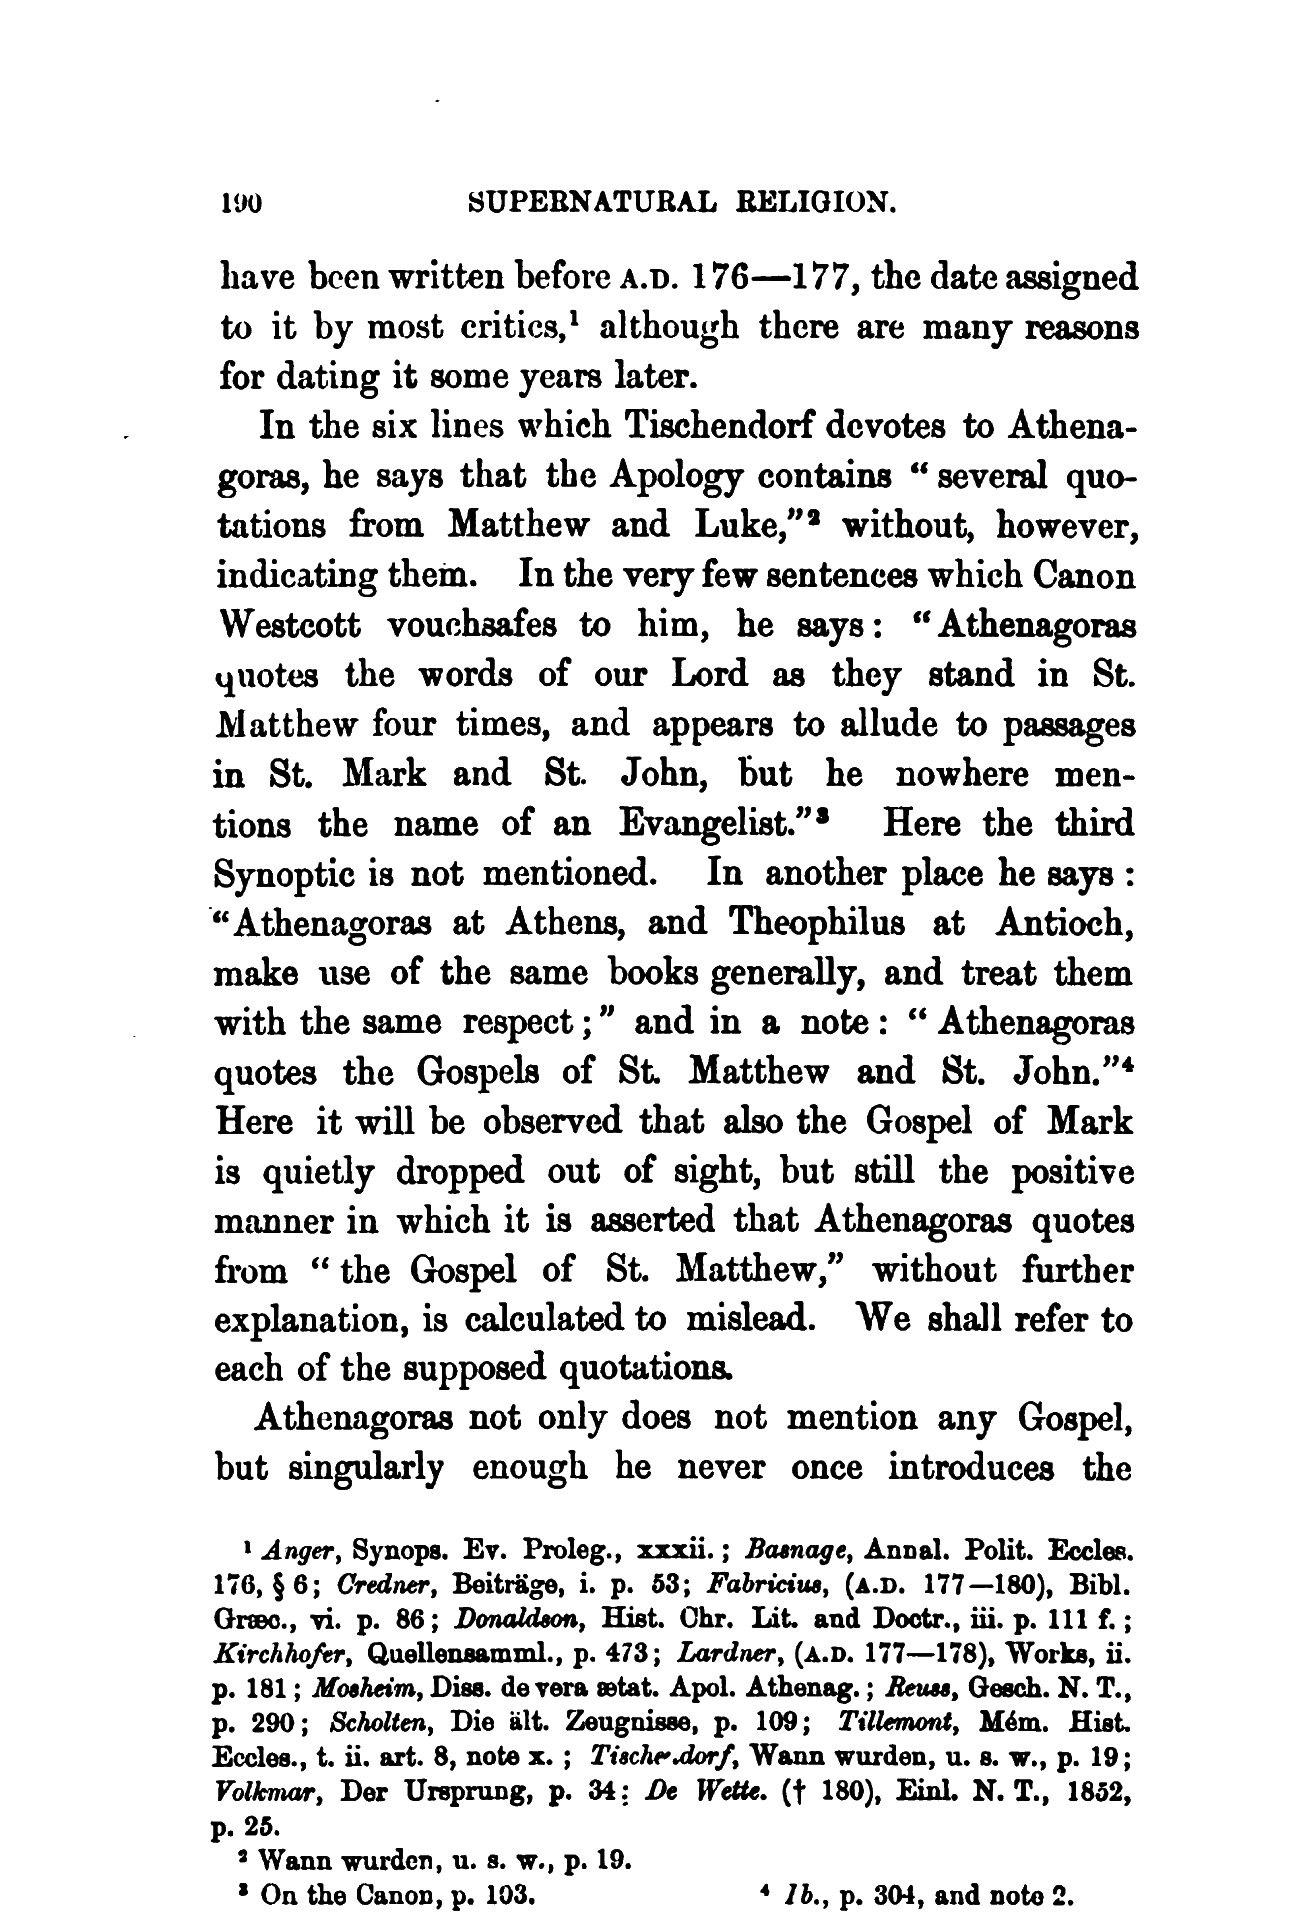 190 SUPERNATURAL RELIGION.
have been written before A.D. 176—177, the date assigned
to it by most critics,¹ although there are many reasons
for dating it some years later.
In the six lines which Tischendorf devotes to Athena-
goras, he says that the Apology contains “several quo-
tations from Matthew and Luke,”² without, however,
indicating them. In the very few sentences which Canon
Westcott vouchsafes to him, he says: “Athenagoras
quotes the words of our Lord as they stand in St.
Matthew four times, and appears to allude to passages
in St. Mark and St. John, but he nowhere men-
tions the name of an Evangelist.”³ Here the third
Synoptic is not mentioned. In another place he says:
“Athenagoras at Athens, and Theophilus at Antioch,
make use of the same books generally, and treat them
with the same respect;” and in a note: “Athenagoras
quotes the Gospels of St. Matthew and St. John.”⁴
Here it will be observed that also the Gospel of Mark
is quietly dropped out of sight, but still the positive
manner in which it is asserted that Athenagoras quotes
from “the Gospel of St. Matthew,” without further
explanation, is calculated to mislead. We shall refer to
each of the supposed quotations.
Athenagoras not only does not mention any Gospel,
but singularly enough he never once introduces the
¹ Anger, Synops. Ev. Proleg., xxxii.; Basnage, Annal. Polit. Eccles.
176, § 6; Credner, Beiträge, i. p. 53; Fabricius, (A.D. 177—180), Bibl.
Græc., vi. p. 86; Donaldson, Hist. Chr. Lit. and Doctr., iii. p. 111 f.;
Kirchhofer, Quellensamml., p. 473; Lardner, (A.D. 177—178), Works, ii.
p. 181; Mosheim, Diss. de vera ætat. Apol. Athenag.; Reuss, Gesch. N. T.,
p. 290; Scholten, Die ält. Zeugnisse, p. 109; Tillemont, Mém. Hist.
Eccles., t. ii. art. 8, note x.; Tischendorf, Wann wurden, u. s. w., p. 19;
Volkmar, Der Ursprung, p. 34; De Wette. († 180), Einl. N. T., 1852,
p. 25.
² Wann wurden, u. s. w., p. 19.
³ On the Canon, p. 103. ⁴ Ib., p. 304, and note 2.